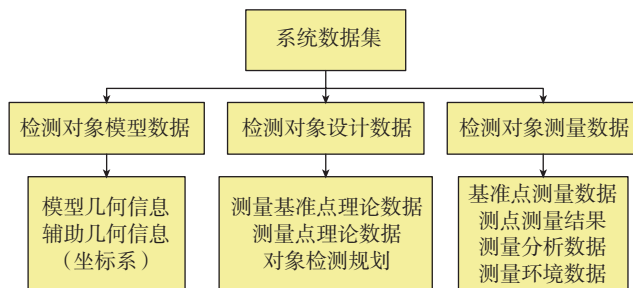 系统数据集
检测对象模型数据
检测对象设计数据
检测对象测量数据
模型几何信息
辅助几何信息
（坐标系）
测量基准点理论数据
测量点理论数据
对象检测规划
基准点测量数据
测点测量结果
测量分析数据
测量环境数据